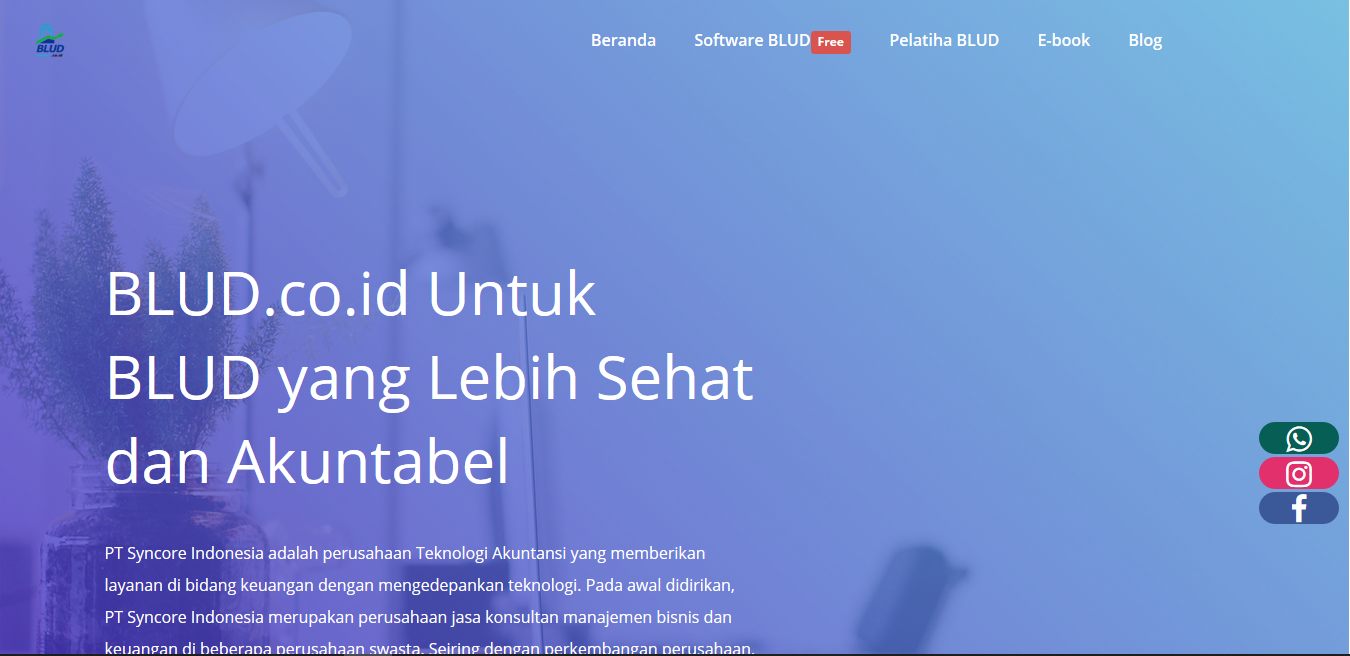 BLUD
.co.id
Beranda
Software BLUD Free
Pelatiha BLUD
E-book
Blog
BLUD.co.id Untuk
BLUD yang Lebih Sehat
dan Akuntabel
PT Syncore Indonesia adalah perusahaan Teknologi Akuntansi yang memberikan
layanan di bidang keuangan dengan mengedepankan teknologi. Pada awal didirikan,
PT Syncore Indonesia merupakan perusahaan jasa konsultan manajemen bisnis dan
keuangan di beberapa perusahaan swasta. Seiring dengan perkembangan perusahaan,